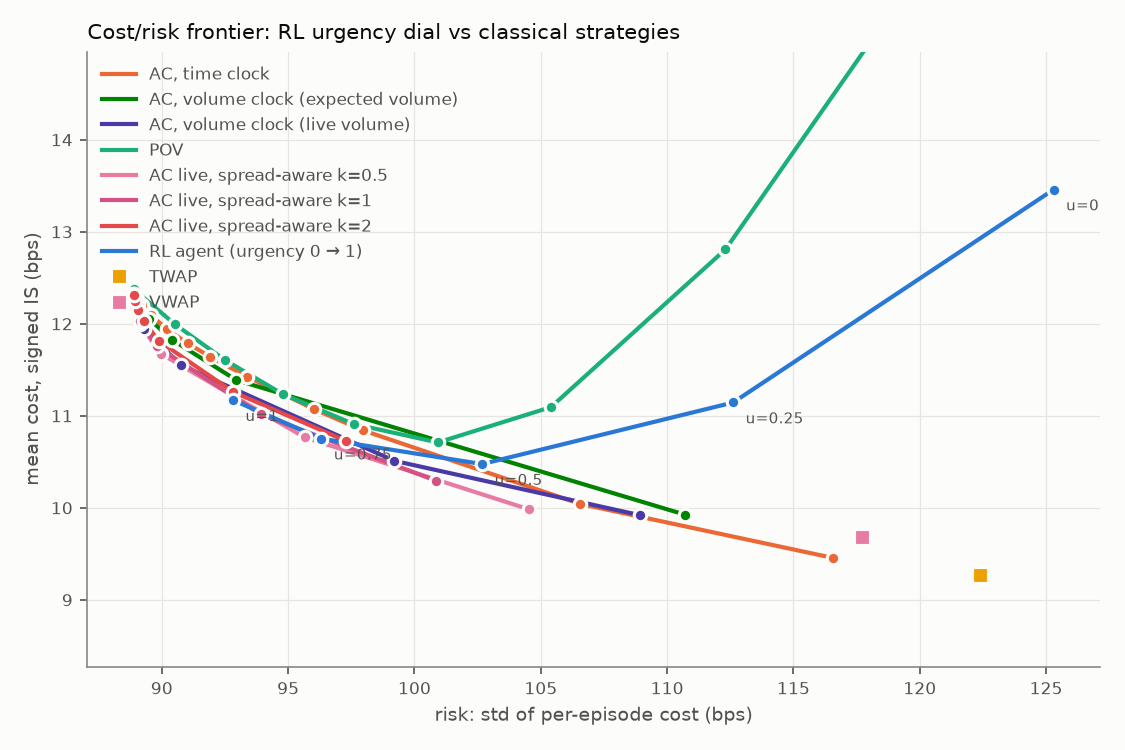 Cost/risk frontier: RL urgency dial vs classical strategies
AC, time clock
AC, volume clock (expected volume)
AC, volume clock (live volume)
POV
AC live, spread-aware k=0.5
AC live, spread-aware k=1
AC live, spread-aware k=2
RL agent (urgency 0 → 1)
TWAP
VWAP
14
13
12
11
10
9
mean cost, signed IS (bps)
u=0
u=0.25
u=1
u=0.75
u=0.5
90
95
100
105
110
115
120
125
risk: std of per-episode cost (bps)